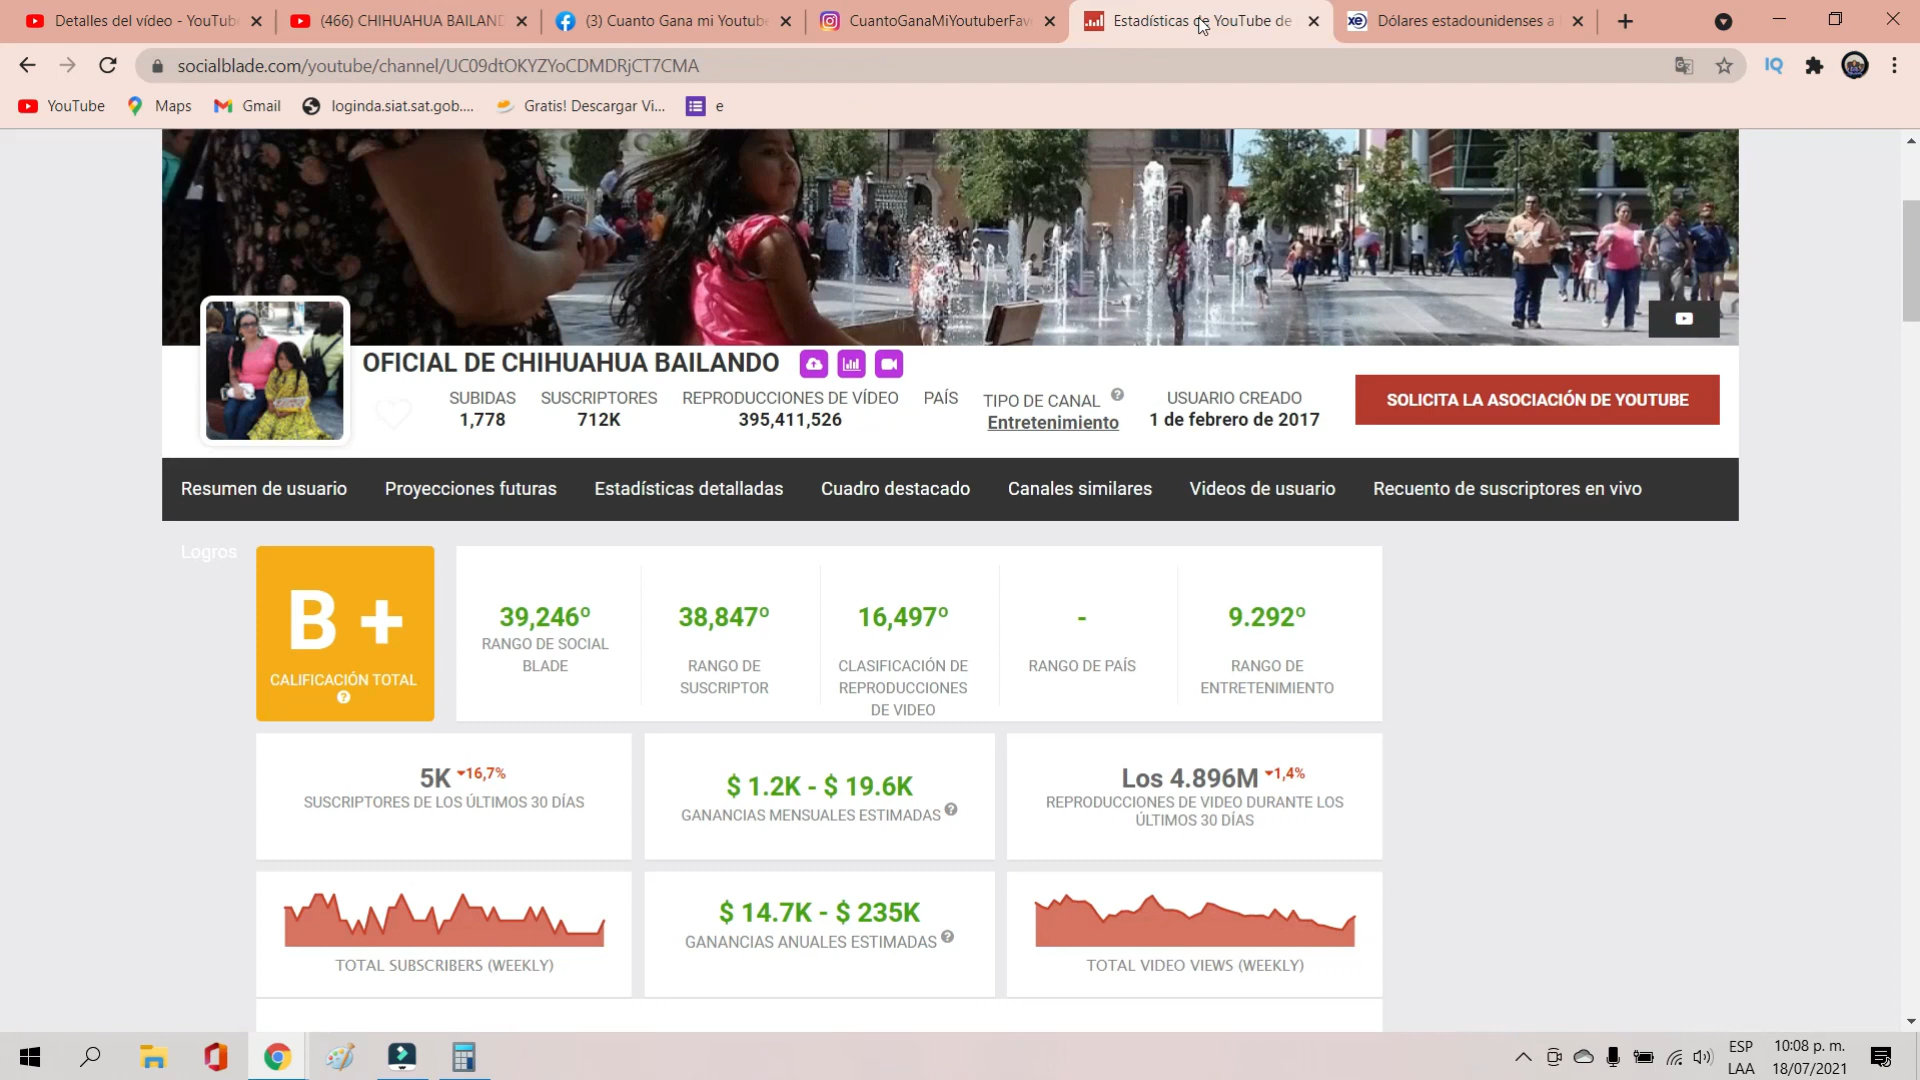 Detalles del vídeo - YouTub
(466) CHIHUAHUA BAILAND
(3) Cuanto Gana mi Youtube
CuantoGanaMiYoutuberFav
Estadísticas de YouTube de
Dólares estadounidenses a
socialblade.com/youtube/channel/UC09dtOKYZYoCDMDRjCT7CMA
IQ
YouTube
Maps
Gmail
loginda.siat.sat.gob....
Gratis! Descargar Vi...
e
OFICIAL DE CHIHUAHUA BAILANDO
SUBIDAS
1,778
SUSCRIPTORES
712K
REPRODUCCIONES DE VÍDEO
395,411,526
PAÍS
TIPO DE CANAL
Entretenimiento
USUARIO CREADO
1 de febrero de 2017
SOLICITA LA ASOCIACIÓN DE YOUTUBE
Resumen de usuario
Proyecciones futuras
Estadísticas detalladas
Cuadro destacado
Canales similares
Videos de usuario
Recuento de suscriptores en vivo
Logros
B +
CALIFICACIÓN TOTAL
39,246º
RANGO DE SOCIAL
BLADE
38,847º
RANGO DE
SUSCRIPTOR
16,497º
CLASIFICACIÓN DE
REPRODUCCIONES
DE VIDEO
-
RANGO DE PAÍS
9.292º
RANGO DE
ENTRETENIMIENTO
5K 16,7%
SUSCRIPTORES DE LOS ÚLTIMOS 30 DÍAS
$ 1.2K - $ 19.6K
GANANCIAS MENSUALES ESTIMADAS
Los 4.896M 1,4%
REPRODUCCIONES DE VIDEO DURANTE LOS
ÚLTIMOS 30 DÍAS
TOTAL SUBSCRIBERS (WEEKLY)
$ 14.7K - $ 235K
GANANCIAS ANUALES ESTIMADAS
TOTAL VIDEO VIEWS (WEEKLY)
ESP
LAA
10:08 p. m.
18/07/2021